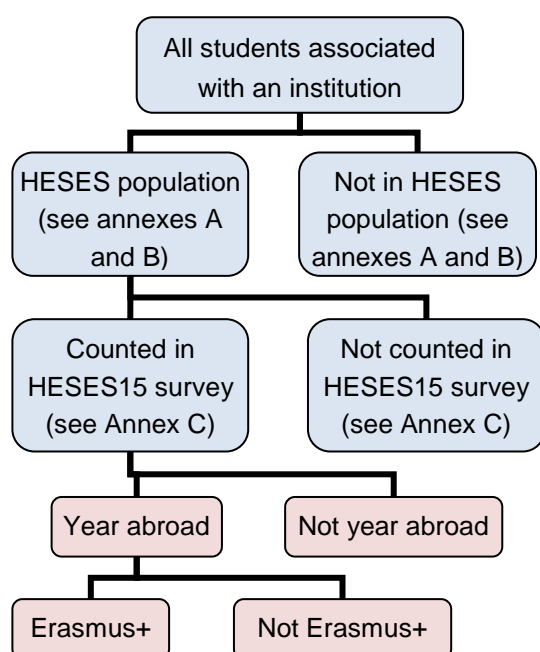 All students associated
with an institution
HESES population
(see annexes A
and B)
Not in HESES
population (see
annexes A and B)
Counted in
HESES15 survey
(see Annex C)
Not counted in
HESES15 survey
(see Annex C)
Year abroad
Not year abroad
Erasmus+
Not Erasmus+